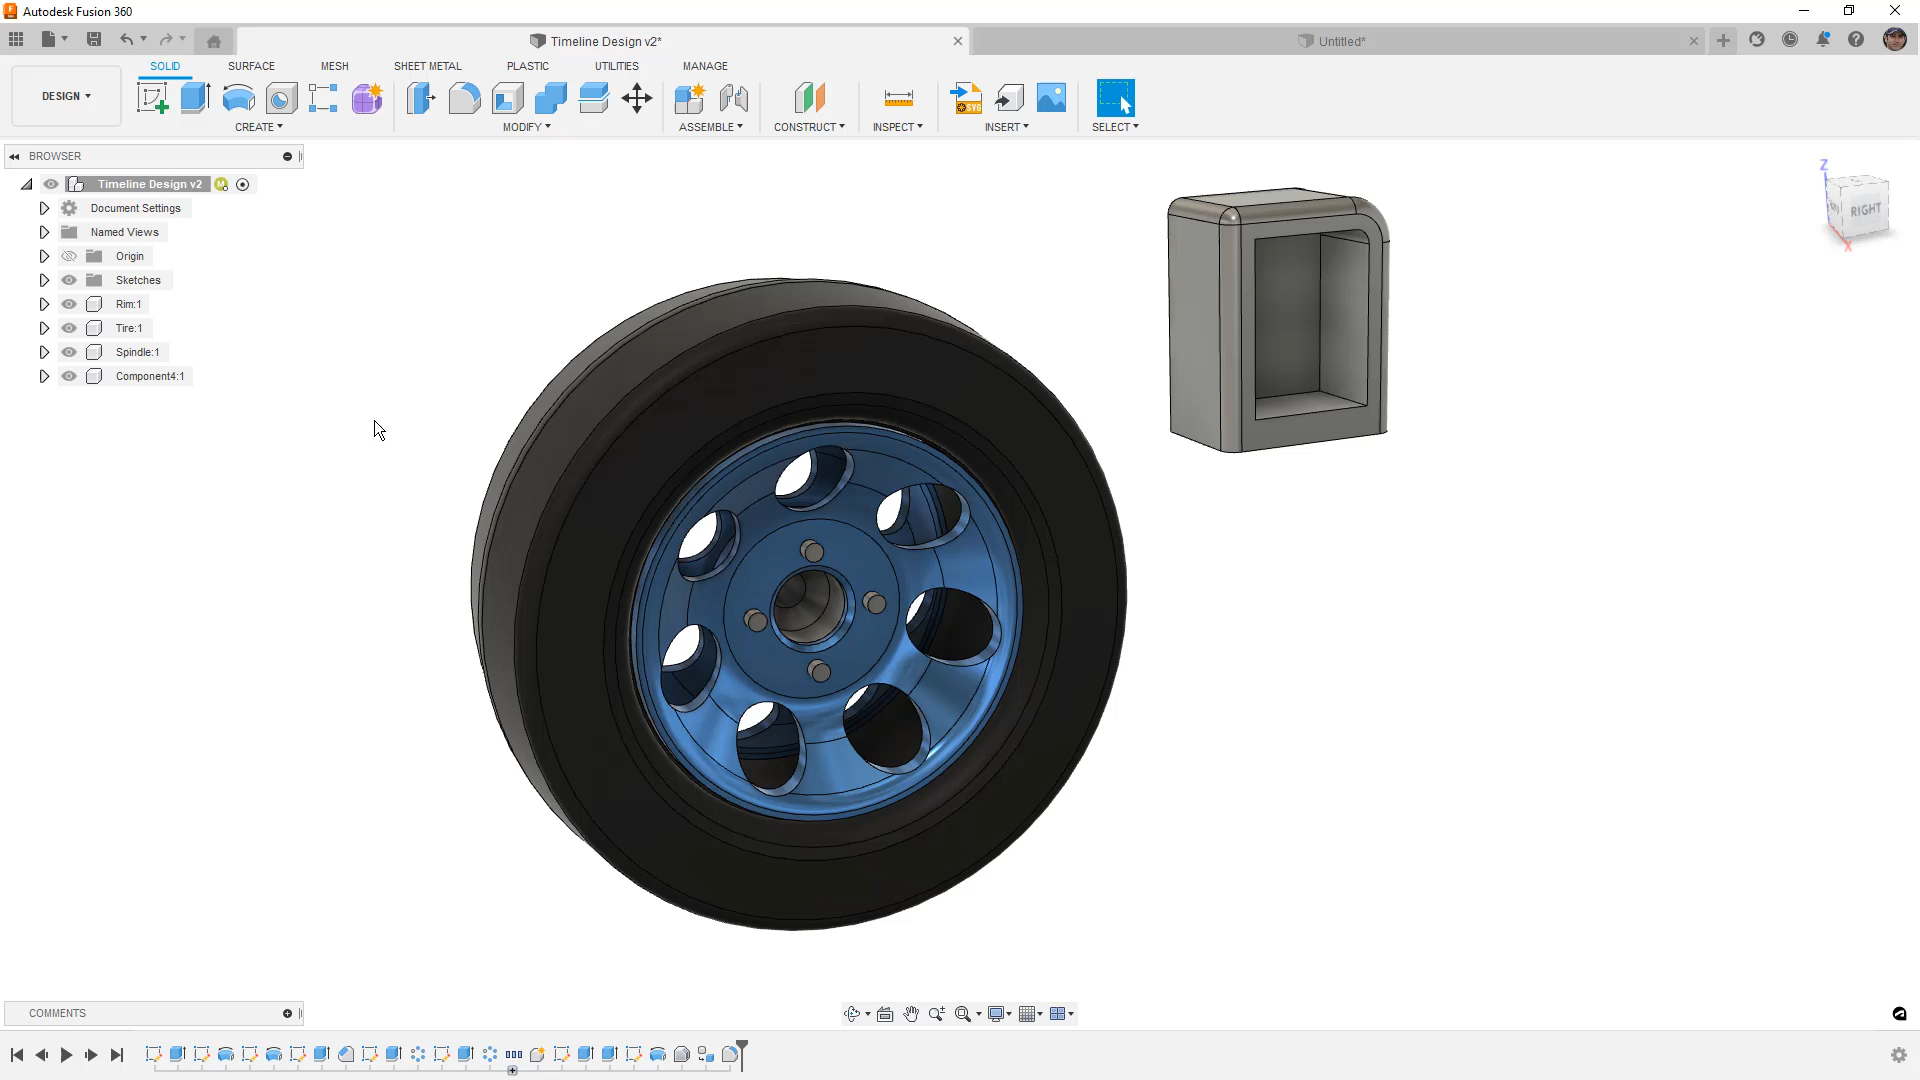 Autodesk Fusion 360
Timeline Design v2*
Untitled*
DESIGN
SOLID
SURFACE
MESH
SHEET METAL
PLASTIC
UTILITIES
MANAGE
CREATE
MODIFY
ASSEMBLE
CONSTRUCT
INSPECT
INSERT
SELECT
SVG
BROWSER
Timeline Design v2
M
Document Settings
Named Views
Origin
Sketches
Rim:1
Tire:1
Spindle:1
Component4:1
Z
RIGHT
X
COMMENTS